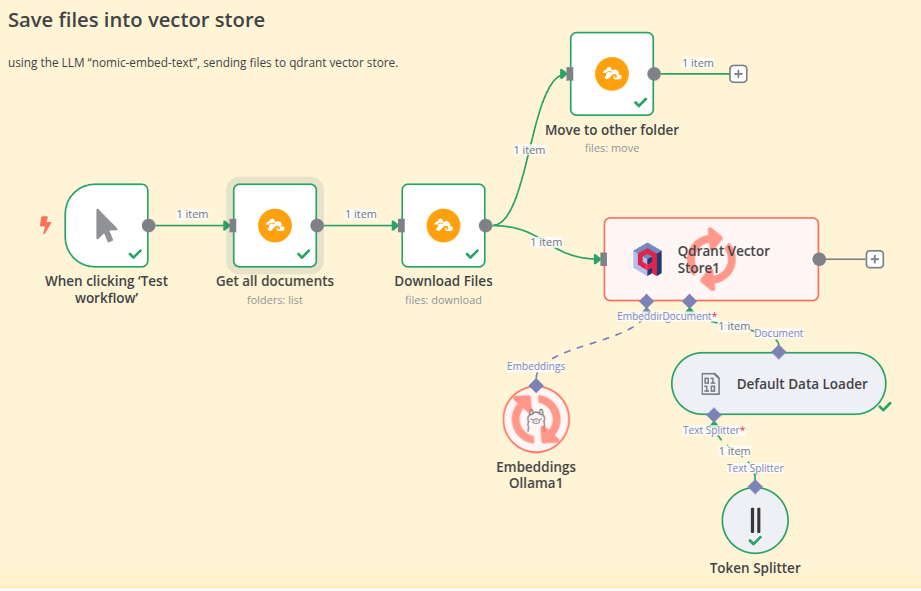 Save files into vector store
using the LLM “nomic-embed-text”, sending files to qdrant vector store.
1 item
Move to other folder
files: move
1 item
1 item
1 item
When clicking ‘Test
workflow’
Get all documents
folders: list
Download Files
files: download
1 item
Qdrant Vector
Store1
Document*
1 item
Document
Embeddings
Embeddings
Ollama1
Default Data Loader
Text Splitter*
1 item
Text Splitter
Token Splitter